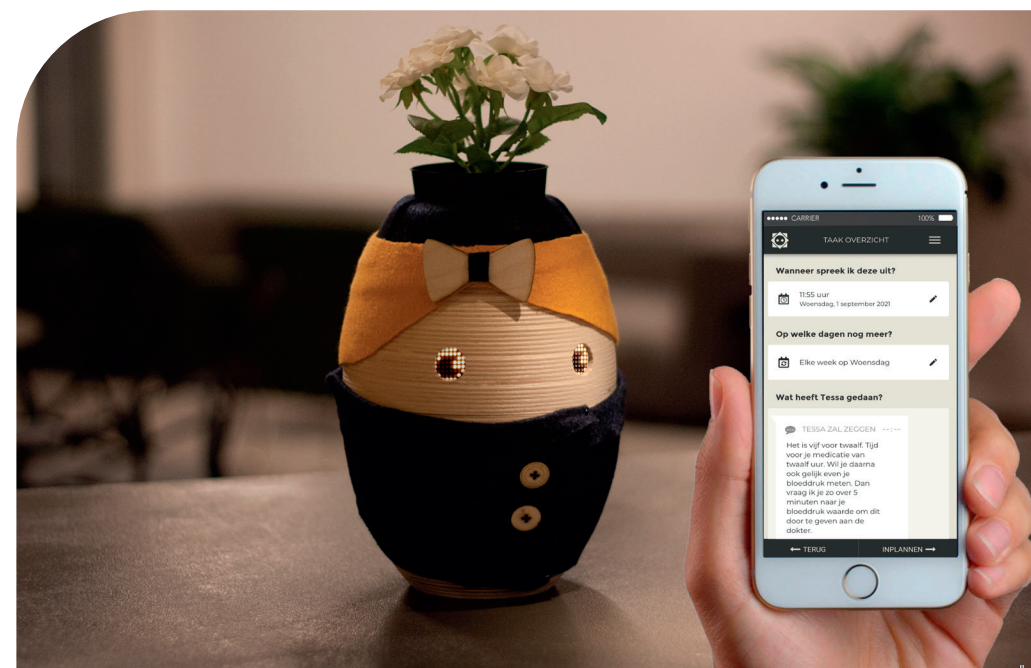 CARRIER 100%
TAAK OVERZICHT
Wanneer spreek ik deze uit?
11:55 uur
Woensdag, 1 september 2021
Op welke dagen nog meer?
Elke week op Woensdag
Wat heeft Tessa gedaan?
TESSA ZAL ZEGGEN --:--
Het is vijf voor twaalf. Tijd
voor je medicatie van
twaalf uur. Wil je daarna
ook gelijk even je
bloeddruk meten. Dan
vraag ik je zo over 5
minuten naar je
bloeddruk waarde om dit
door te geven aan de
dokter.
← TERUG INPLANNEN →